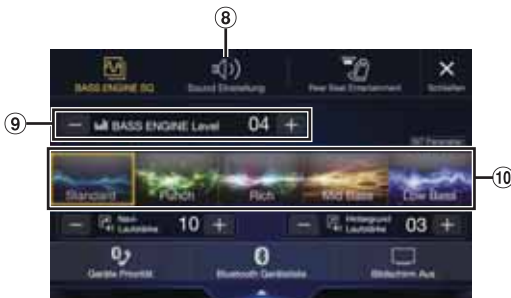 8
BASS ENGINE SQ
Sound Einstellung
Rear Seat Entertainment
Schließen
9
BASS ENGINE Level
04
Standard
Punch
Rich
Mid Bass
Low Bass
10
Navi-
Lautstärke
10
Hintergrund
Lautstärke
03
Geräte Priorität
Bluetooth Geräteliste
Bildschirm Aus